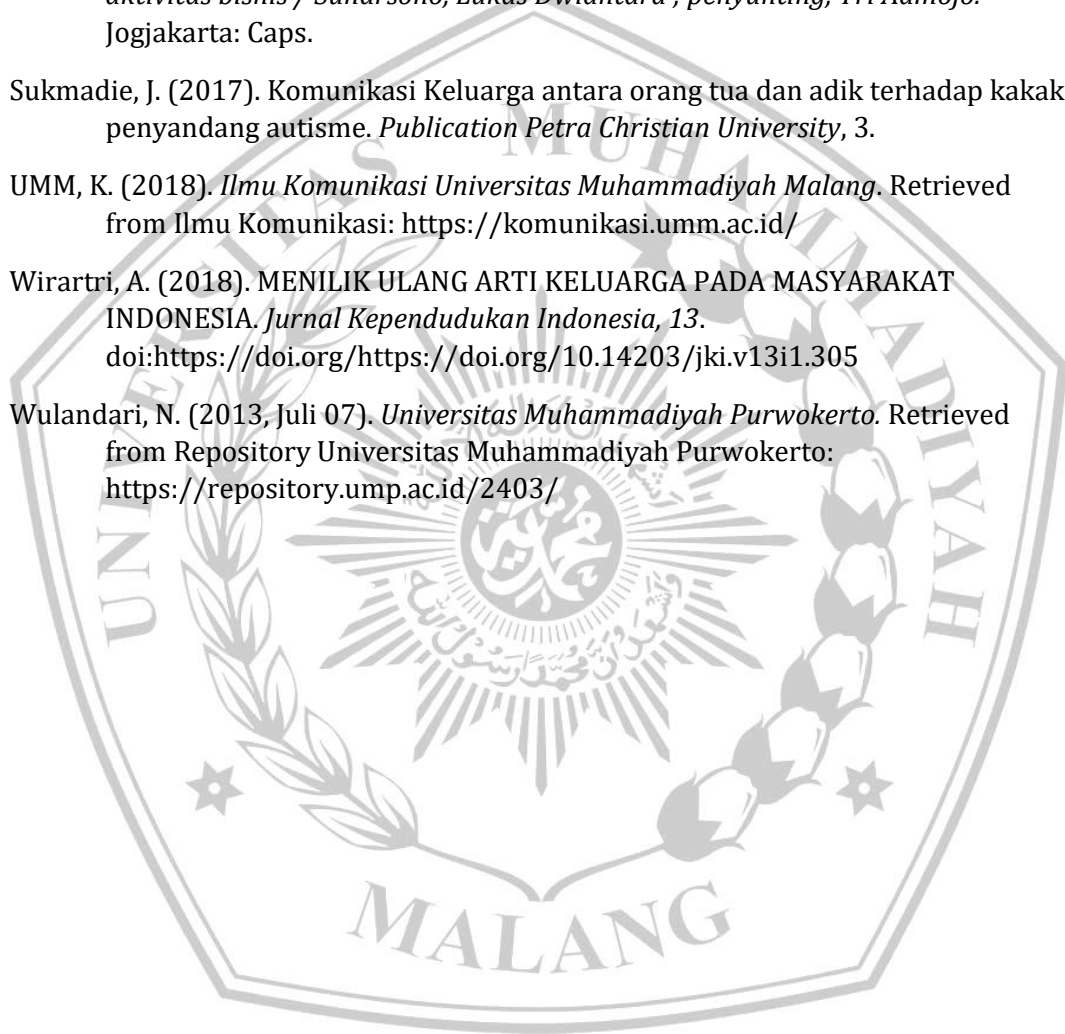 Jogjakarta: Caps.
Sukmadie, J. (2017). Komunikasi Keluarga antara orang tua dan adik terhadap kakak
penyandang autisme. Publication Petra Christian University, 3.
UMM, K. (2018). Ilmu Komunikasi Universitas Muhammadiyah Malang. Retrieved
from Ilmu Komunikasi: https://komunikasi.umm.ac.id/
Wirartri, A. (2018). MENILIK ULANG ARTI KELUARGA PADA MASYARAKAT
INDONESIA. Jurnal Kependudukan Indonesia, 13.
doi:https://doi.org/https://doi.org/10.14203/jki.v13i1.305
Wulandari, N. (2013, Juli 07). Universitas Muhammadiyah Purwokerto. Retrieved
from Repository Universitas Muhammadiyah Purwokerto:
https://repository.ump.ac.id/2403/
UNIVERSITAS MUHAMMADIYAH
MALANG